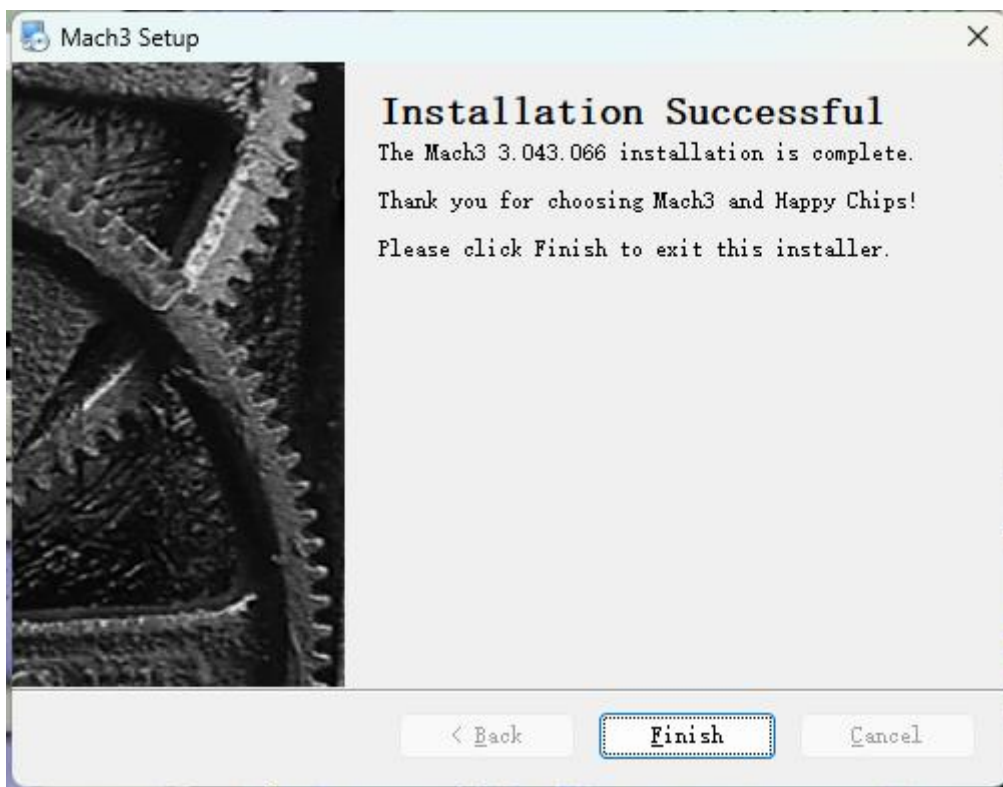 Mach3 Setup
Installation Successful
The Mach3 3.043.066 installation is complete.
Thank you for choosing Mach3 and Happy Chips!
Please click Finish to exit this installer.
< Back
Finish
Cancel